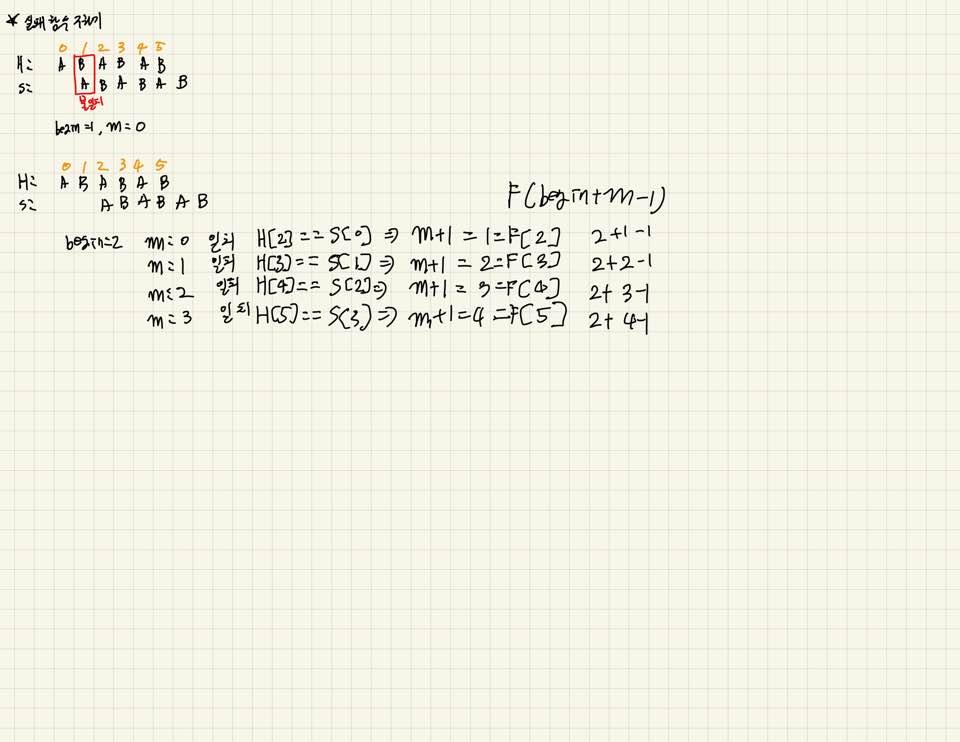 * 실패 함수 구하기
0 1 2 3 4 5
H: A B A B A B
S: A B A B A B
불일치
begin=1, m=0
0 1 2 3 4 5
H: A B A B A B
S: A B A B A B
F(begin+m-1)
begin=2 m=0 일치 H[2]==S[0] ⇒ m+1=1=F[2] 2+1-1
m=1 일치 H[3]==S[1] ⇒ m+1=2=F[3] 2+2-1
m=2 일치 H[4]==S[2] ⇒ m+1=3=F[4] 2+3-1
m=3 일치 H[5]==S[3] ⇒ m+1=4=F[5] 2+4-1